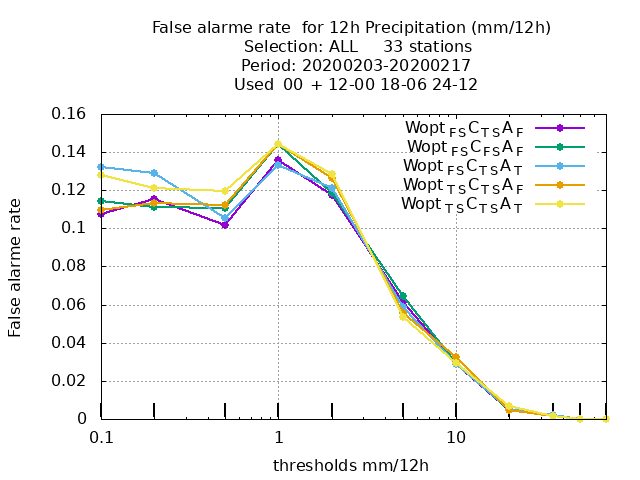 False alarme rate  for 12h Precipitation (mm/12h)
Selection: ALL     33 stations
Period: 20200203-20200217
Used  00  + 12-00 18-06 24-12
Wopt FS C TS A F
Wopt FS C FS A F
Wopt FS C TS A T
Wopt TS C TS A F
Wopt TS C TS A T
False alarme rate
0.16
0.14
0.12
0.1
0.08
0.06
0.04
0.02
0
0.1 1 10
thresholds mm/12h